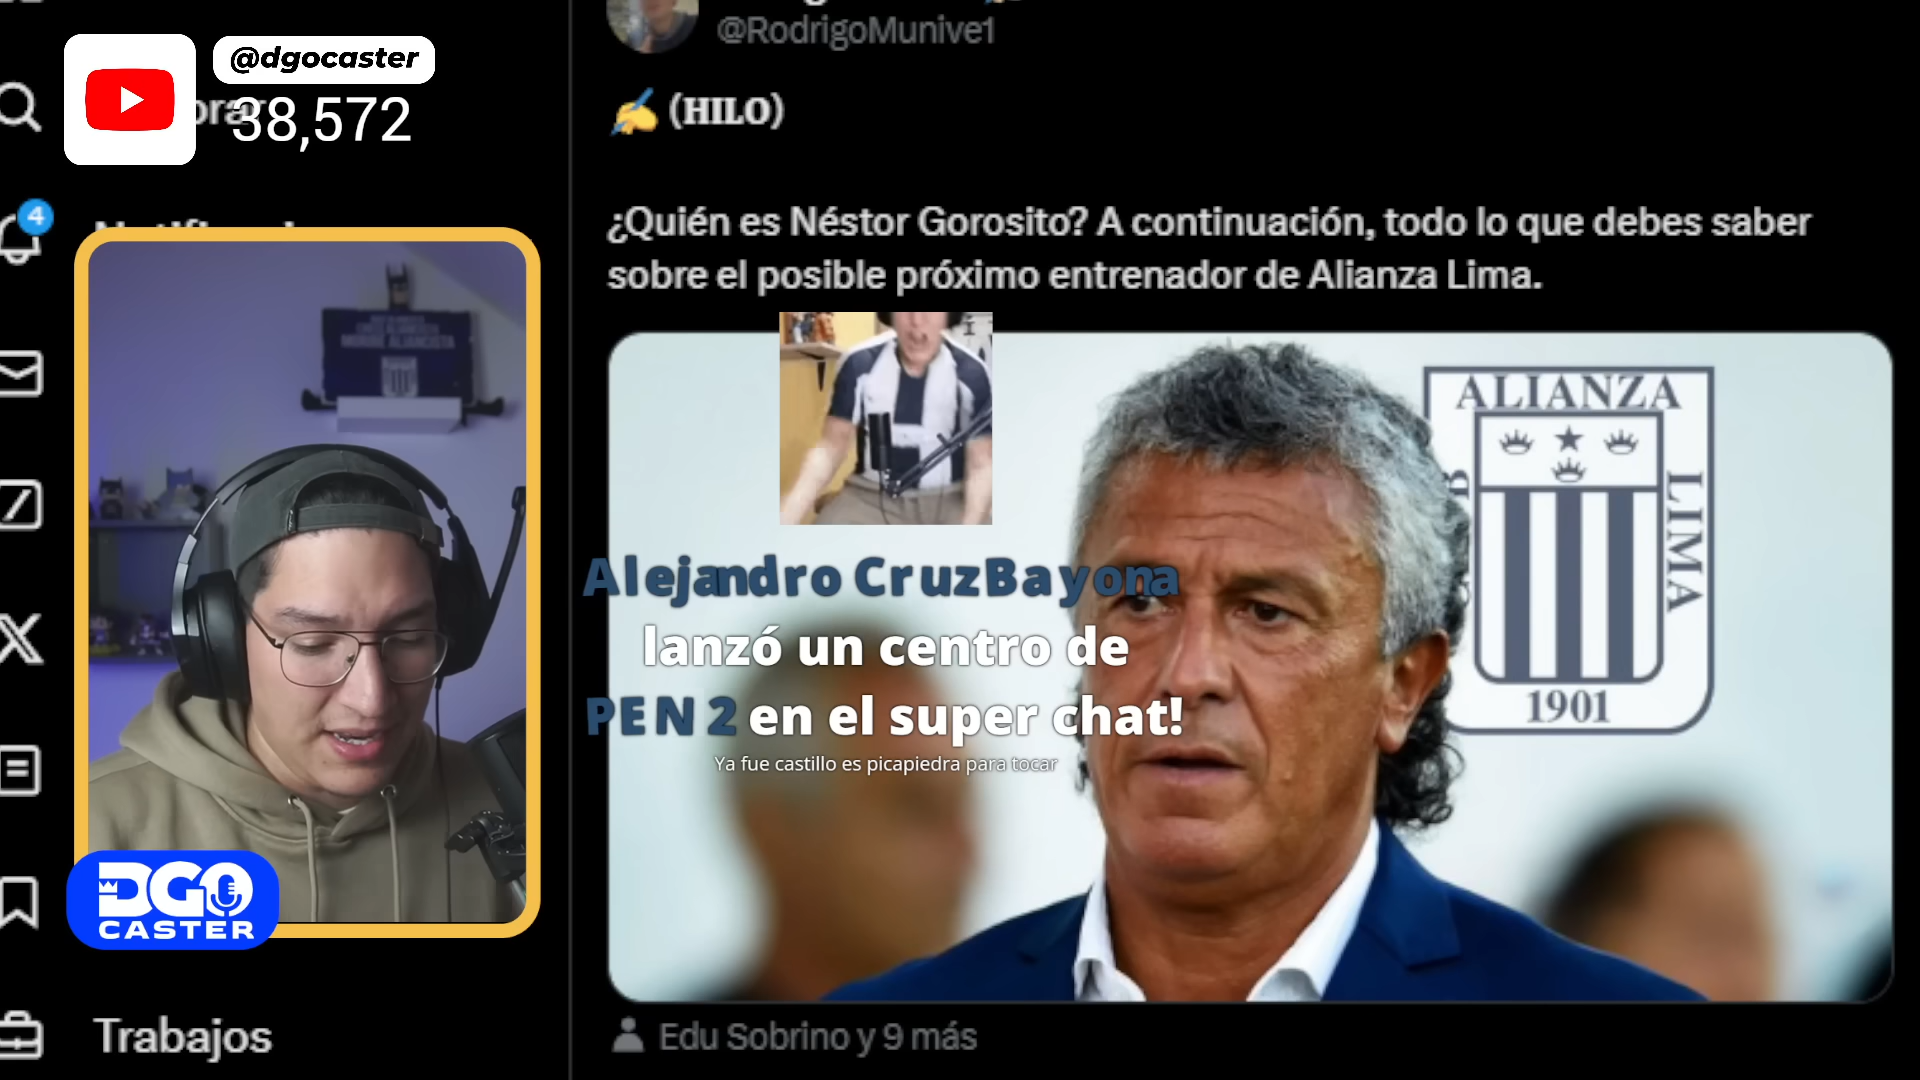 @dgocaster
38,572
4
@RodrigoMunive1
✍️ (HILO)
¿Quién es Néstor Gorosito? A continuación, todo lo que debes saber
sobre el posible próximo entrenador de Alianza Lima.
ALIANZA
LIMA
1901
Alejandro CruzBayona
lanzó un centro de
PEN 2 en el super chat!
Ya fue castillo es picapiedra para tocar
DGO
CASTER
Trabajos
Edu Sobrino y 9 más